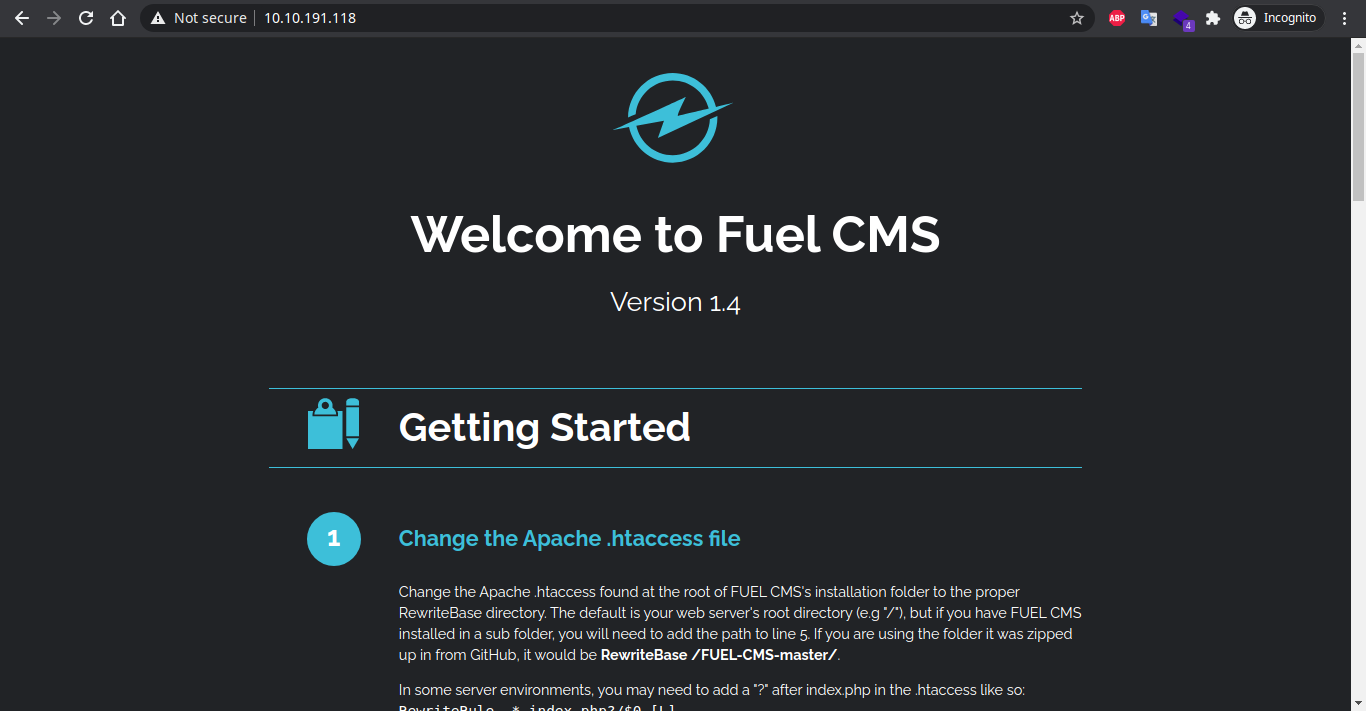 Not secure
10.10.191.118
ABP
4
Incognito
Welcome to Fuel CMS
Version 1.4
Getting Started
1
Change the Apache .htaccess file
Change the Apache .htaccess found at the root of FUEL CMS's installation folder to the proper
RewriteBase directory. The default is your web server's root directory (e.g "/"), but if you have FUEL CMS
installed in a sub folder, you will need to add the path to line 5. If you are using the folder it was zipped
up in from GitHub, it would be RewriteBase /FUEL-CMS-master/.
In some server environments, you may need to add a "?" after index.php in the .htaccess like so:
RewriteRule .* index.php?/$0 [L]